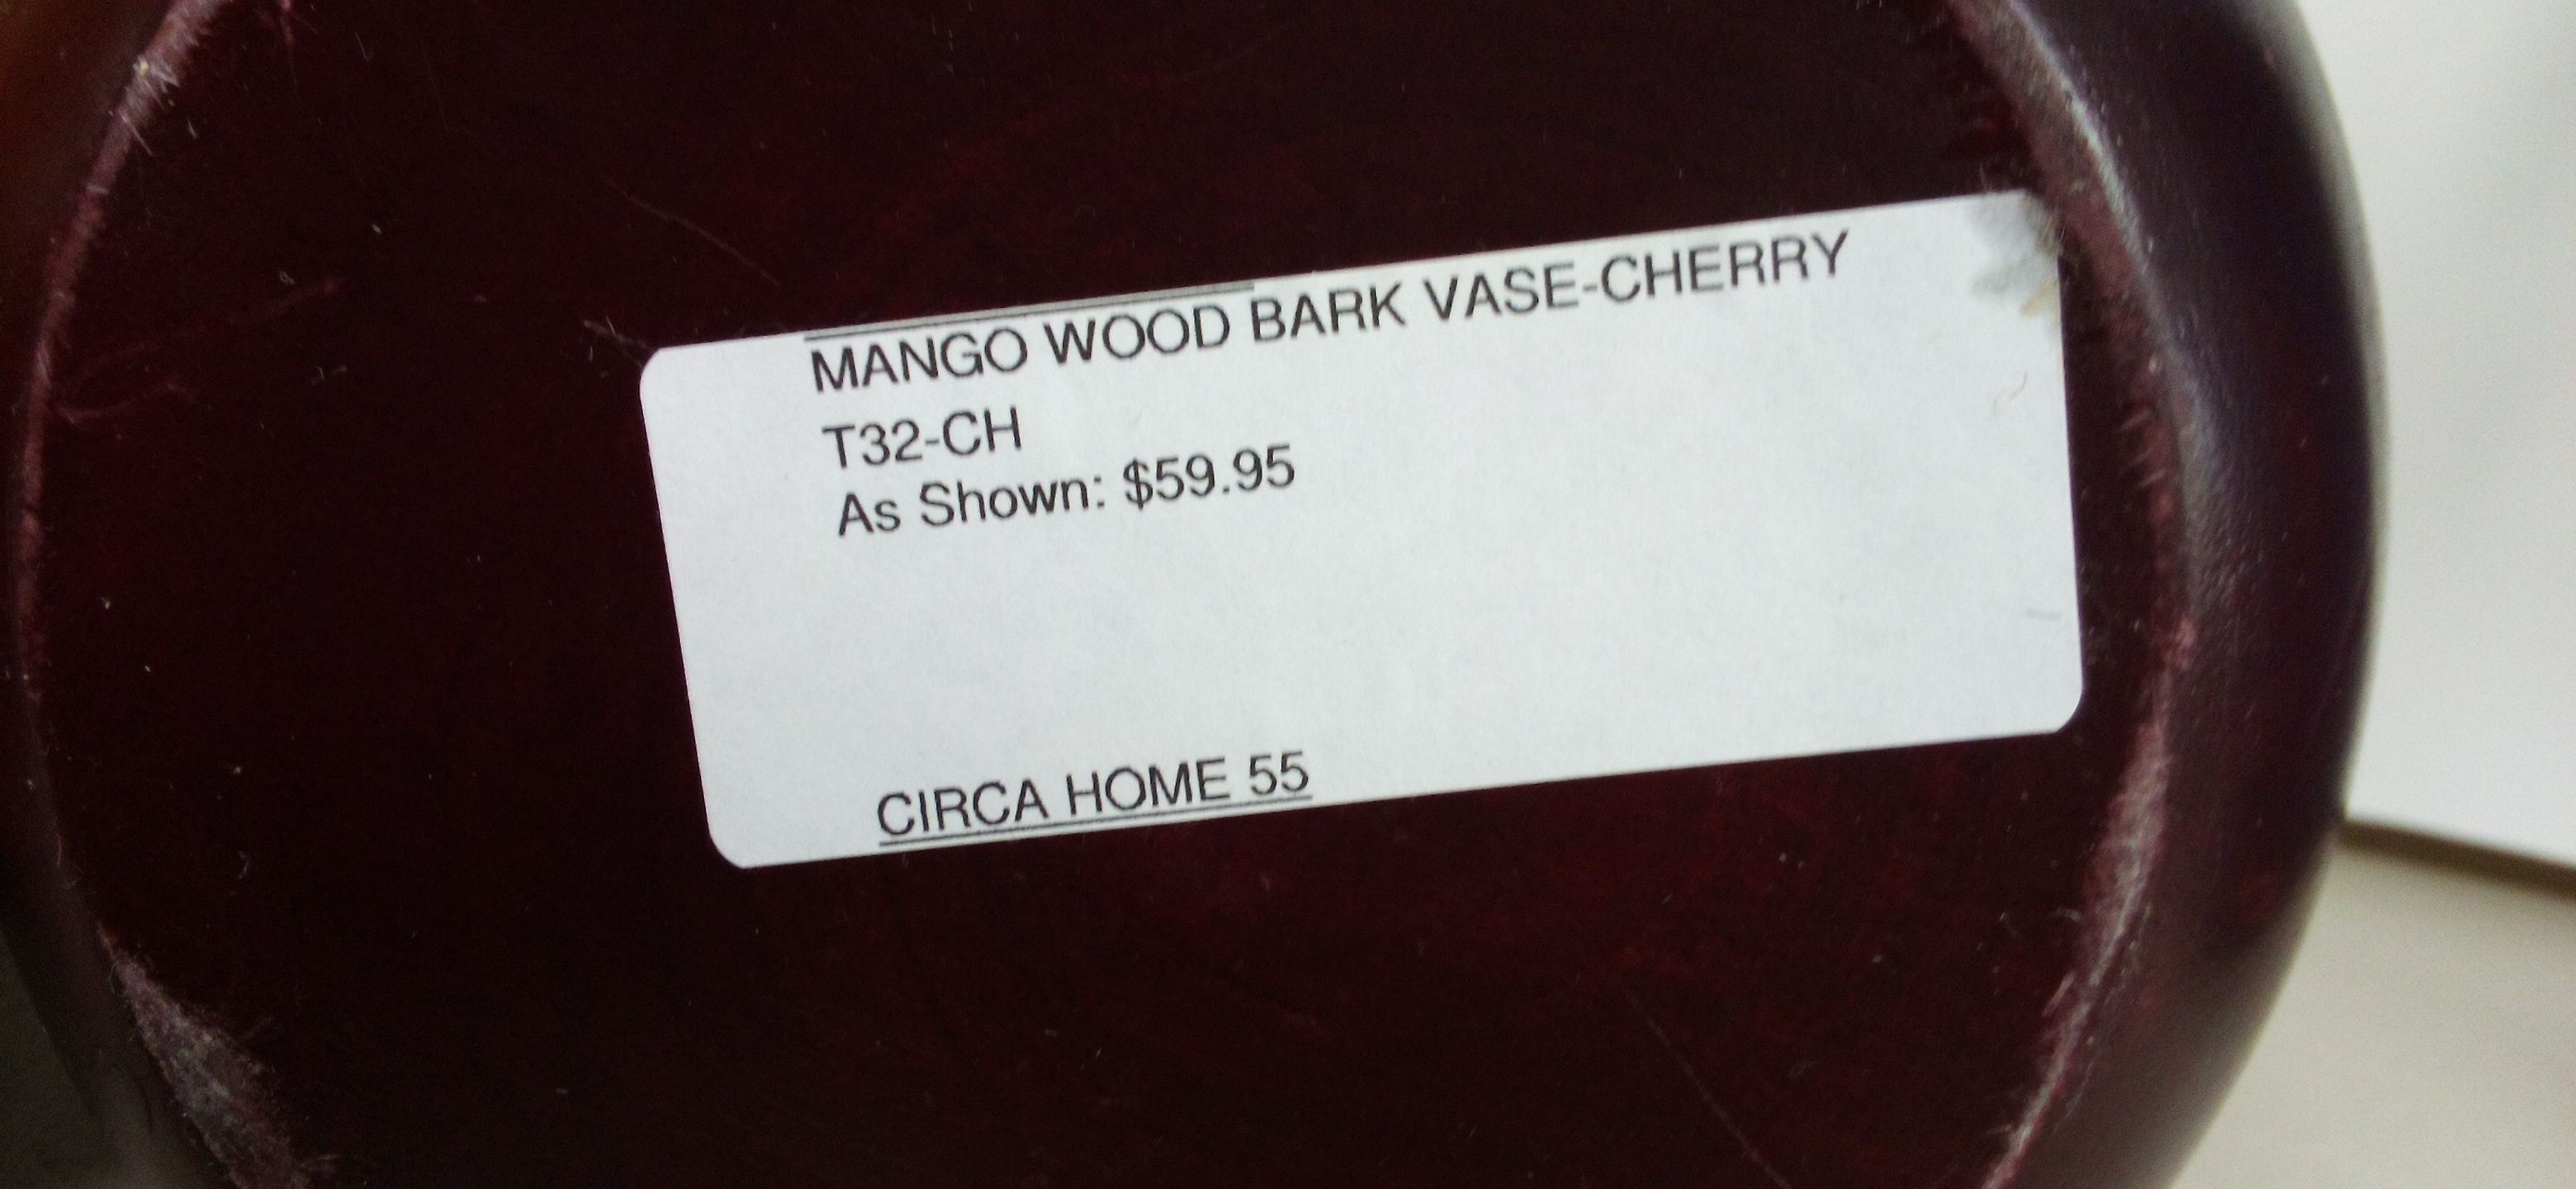 MANGO WOOD BARK VASE-CHERRY
T32-CH
As Shown: $59.95
CIRCA HOME 55